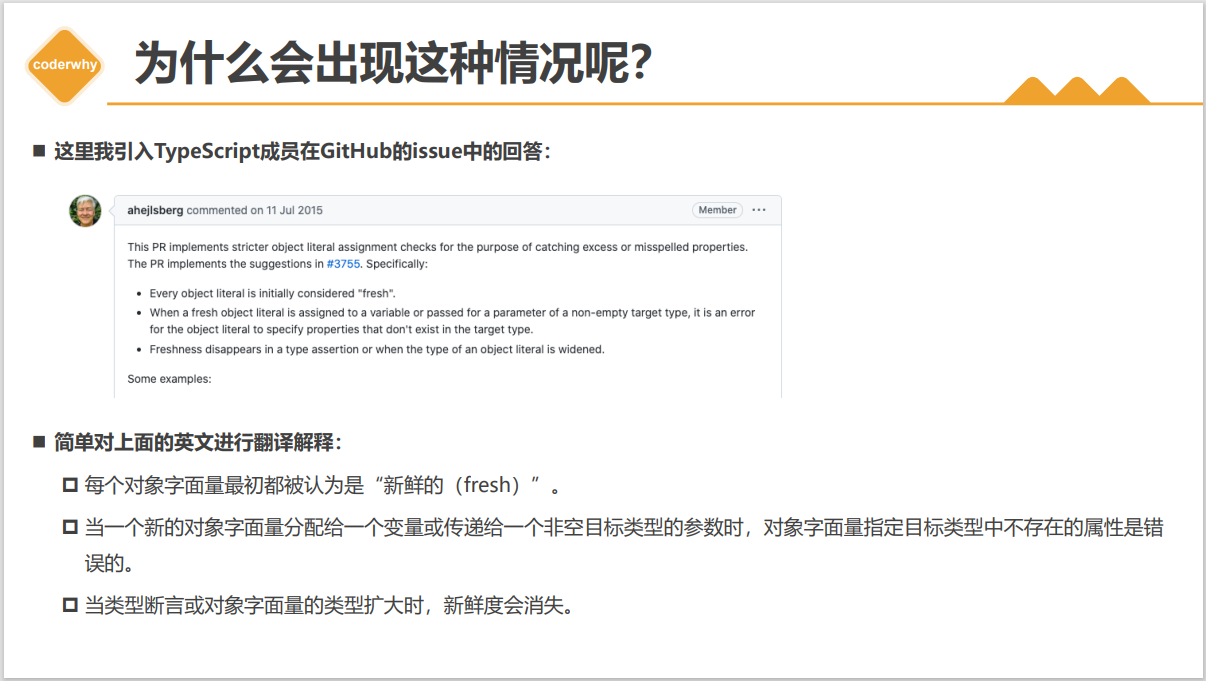 coderwhy
为什么会出现这种情况呢？
这里我引入TypeScript成员在GitHub的issue中的回答：
ahejlsberg commented on 11 Jul 2015
Member ···
This PR implements stricter object literal assignment checks for the purpose of catching excess or misspelled properties.
The PR implements the suggestions in #3755. Specifically:
• Every object literal is initially considered "fresh".
• When a fresh object literal is assigned to a variable or passed for a parameter of a non-empty target type, it is an error
for the object literal to specify properties that don't exist in the target type.
• Freshness disappears in a type assertion or when the type of an object literal is widened.
Some examples:
简单对上面的英文进行翻译解释：
每个对象字面量最初都被认为是“新鲜的（fresh）”。
当一个新的对象字面量分配给一个变量或传递给一个非空目标类型的参数时，对象字面量指定目标类型中不存在的属性是错
误的。
当类型断言或对象字面量的类型扩大时，新鲜度会消失。